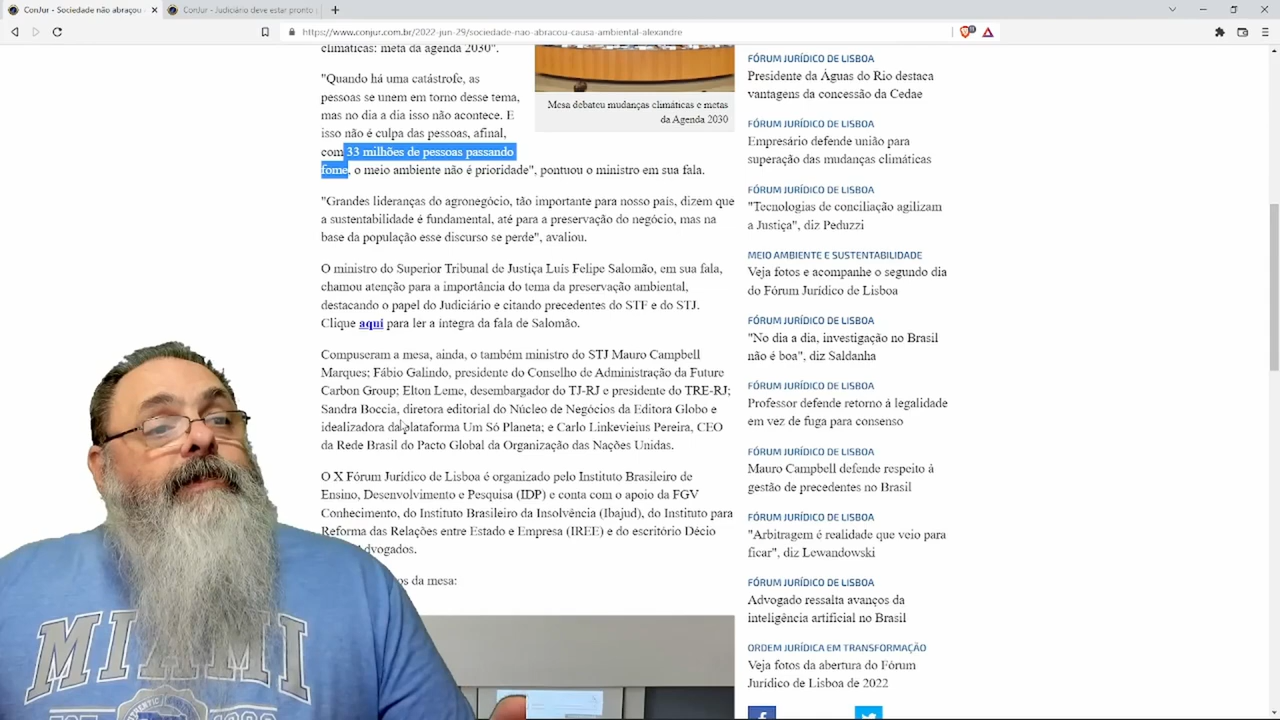 ConJur - Sociedade não abraçou
ConJur - Judiciário deve estar pronto
https://www.conjur.com.br/2022-jun-29/sociedade-nao-abracou-causa-ambiental-alexandre
climáticas: meta da agenda 2030".
"Quando há uma catástrofe, as
pessoas se unem em torno desse tema,
mas no dia a dia isso não acontece. E
isso não é culpa das pessoas, afinal,
com 33 milhões de pessoas passando
fome, o meio ambiente não é prioridade", pontuou o ministro em sua fala.
Mesa debateu mudanças climáticas e metas
da Agenda 2030
"Grandes lideranças do agronegócio, tão importante para nosso país, dizem que
a sustentabilidade é fundamental, até para a preservação do negócio, mas na
base da população esse discurso se perde", avaliou.
O ministro do Superior Tribunal de Justiça Luís Felipe Salomão, em sua fala,
chamou atenção para a importância do tema da preservação ambiental,
destacando o papel do Judiciário e citando precedentes do STF e do STJ.
Clique aqui para ler a íntegra da fala de Salomão.
Compuseram a mesa, ainda, o também ministro do STJ Mauro Campbell
Marques; Fábio Galindo, presidente do Conselho de Administração da Future
Carbon Group; Elton Leme, desembargador do TJ-RJ e presidente do TRE-RJ;
Sandra Boccia, diretora editorial do Núcleo de Negócios da Editora Globo e
idealizadora da plataforma Um Só Planeta; e Carlo Linkevieius Pereira, CEO
da Rede Brasil do Pacto Global da Organização das Nações Unidas.
O X Fórum Jurídico de Lisboa é organizado pelo Instituto Brasileiro de
Ensino, Desenvolvimento e Pesquisa (IDP) e conta com o apoio da FGV
Conhecimento, do Instituto Brasileiro da Insolvência (Ibajud), do Instituto para
Reforma das Relações entre Estado e Empresa (IREE) e do escritório Décio
Advogados.
os da mesa:
FÓRUM JURÍDICO DE LISBOA
Presidente da Águas do Rio destaca
vantagens da concessão da Cedae
FÓRUM JURÍDICO DE LISBOA
Empresário defende união para
superação das mudanças climáticas
FÓRUM JURÍDICO DE LISBOA
"Tecnologias de conciliação agilizam
a Justiça", diz Peduzzi
MEIO AMBIENTE E SUSTENTABILIDADE
Veja fotos e acompanhe o segundo dia
do Fórum Jurídico de Lisboa
FÓRUM JURÍDICO DE LISBOA
"No dia a dia, investigação no Brasil
não é boa", diz Saldanha
FÓRUM JURÍDICO DE LISBOA
Professor defende retorno à legalidade
em vez de fuga para consenso
FÓRUM JURÍDICO DE LISBOA
Mauro Campbell defende respeito à
gestão de precedentes no Brasil
FÓRUM JURÍDICO DE LISBOA
"Arbitragem é realidade que veio para
ficar", diz Lewandowski
FÓRUM JURÍDICO DE LISBOA
Advogado ressalta avanços da
inteligência artificial no Brasil
ORDEM JURÍDICA EM TRANSFORMAÇÃO
Veja fotos da abertura do Fórum
Jurídico de Lisboa de 2022
MIAMI